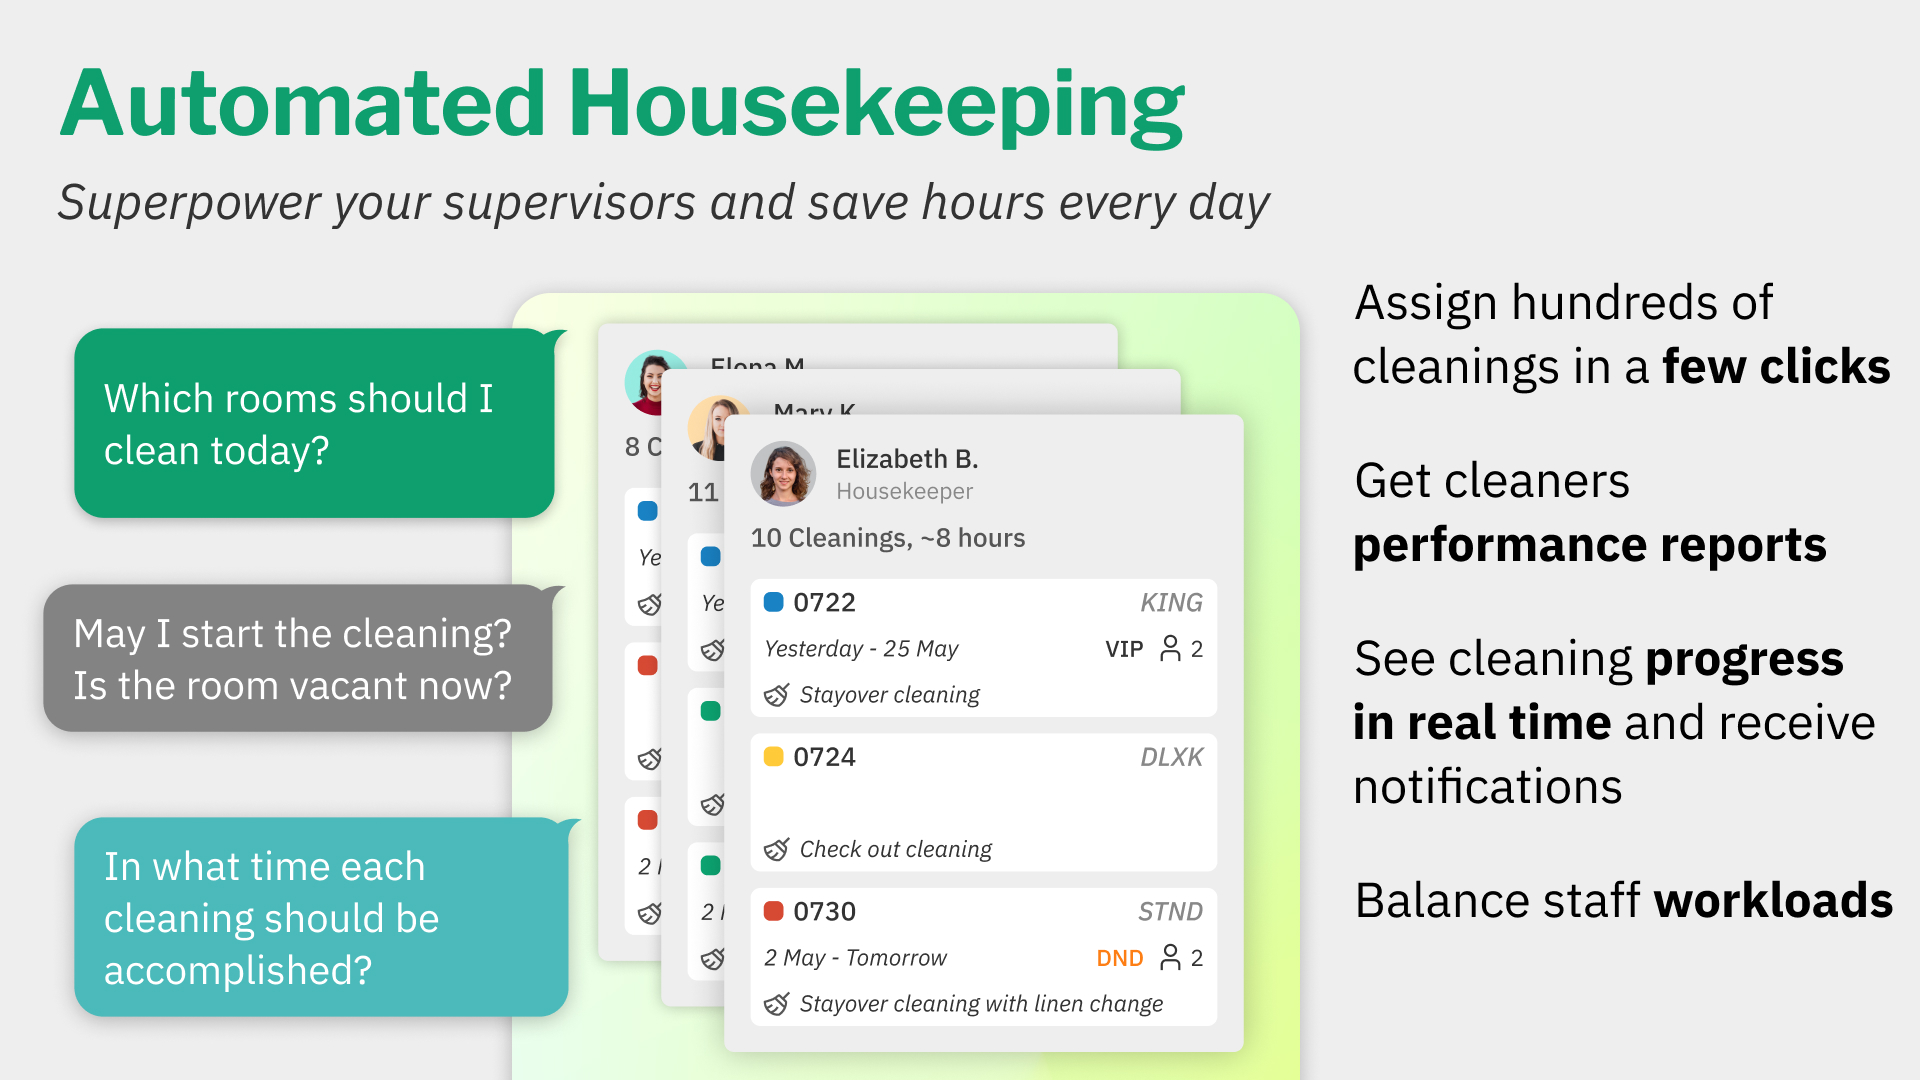 Automated Housekeeping
Superpower your supervisors and save hours every day
Which rooms should I
clean today?
May I start the cleaning?
Is the room vacant now?
In what time each
cleaning should be
accomplished?
Elena M.
8
Ye
2
Mary K.
11
Ye
2
Elizabeth B.
Housekeeper
10 Cleanings, ~8 hours
0722 KING
Yesterday - 25 May VIP 2
Stayover cleaning
0724 DLXK
Check out cleaning
0730 STND
2 May - Tomorrow DND 2
Stayover cleaning with linen change
Assign hundreds of
cleanings in a few clicks
Get cleaners
performance reports
See cleaning progress
in real time and receive
notifications
Balance staff workloads